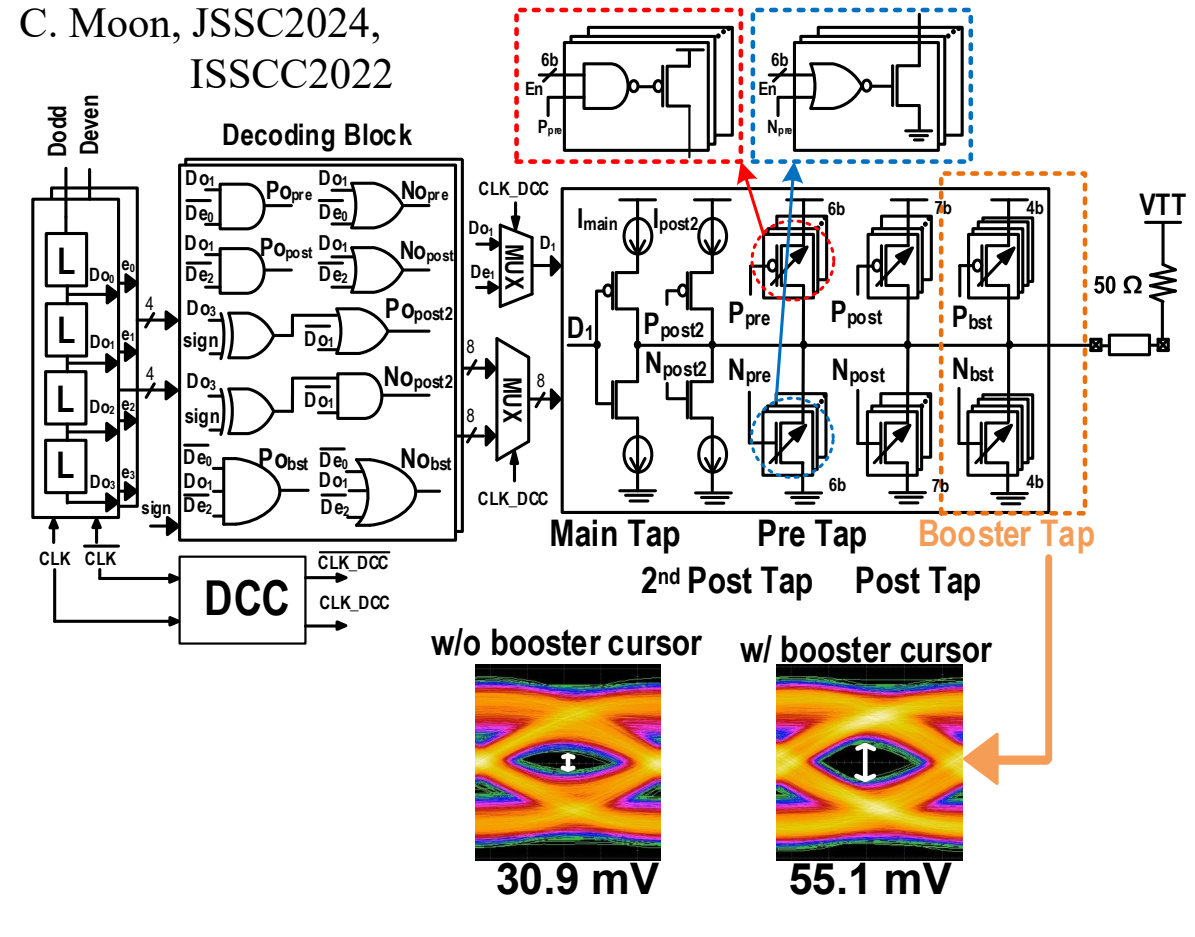 C. Moon, JSSC2024,
ISSCC2022
Dodd
Deven
Decoding Block
L
L
L
L
Do0
Do1
Do2
Do3
e0
e1
e2
e3
4
4
sign
CLK
CLK
Do1
De0
Popre
Do1
De0
Nopre
Do1
De2
Popost
Do1
De2
Nopost
Do3
sign
Do1
Popost2
Do3
sign
Do1
Nopost2
De0
Do1
De2
Pobst
De0
Do1
De2
Nobst
DCC
CLK_DCC
CLK_DCC
CLK_DCC
Do1
De1
MUX
D1
8
8
MUX
8
CLK_DCC
6b
En
Ppre
6b
En
Npre
Imain
Ipost2
6b
7b
4b
D1
Ppost2
Ppre
Ppost
Pbst
Npost2
Npre
Npost
Nbst
6b
7b
4b
VTT
50 Ω
Main Tap
Pre Tap
Booster Tap
2nd Post Tap
Post Tap
w/o booster cursor
w/ booster cursor
30.9 mV
55.1 mV